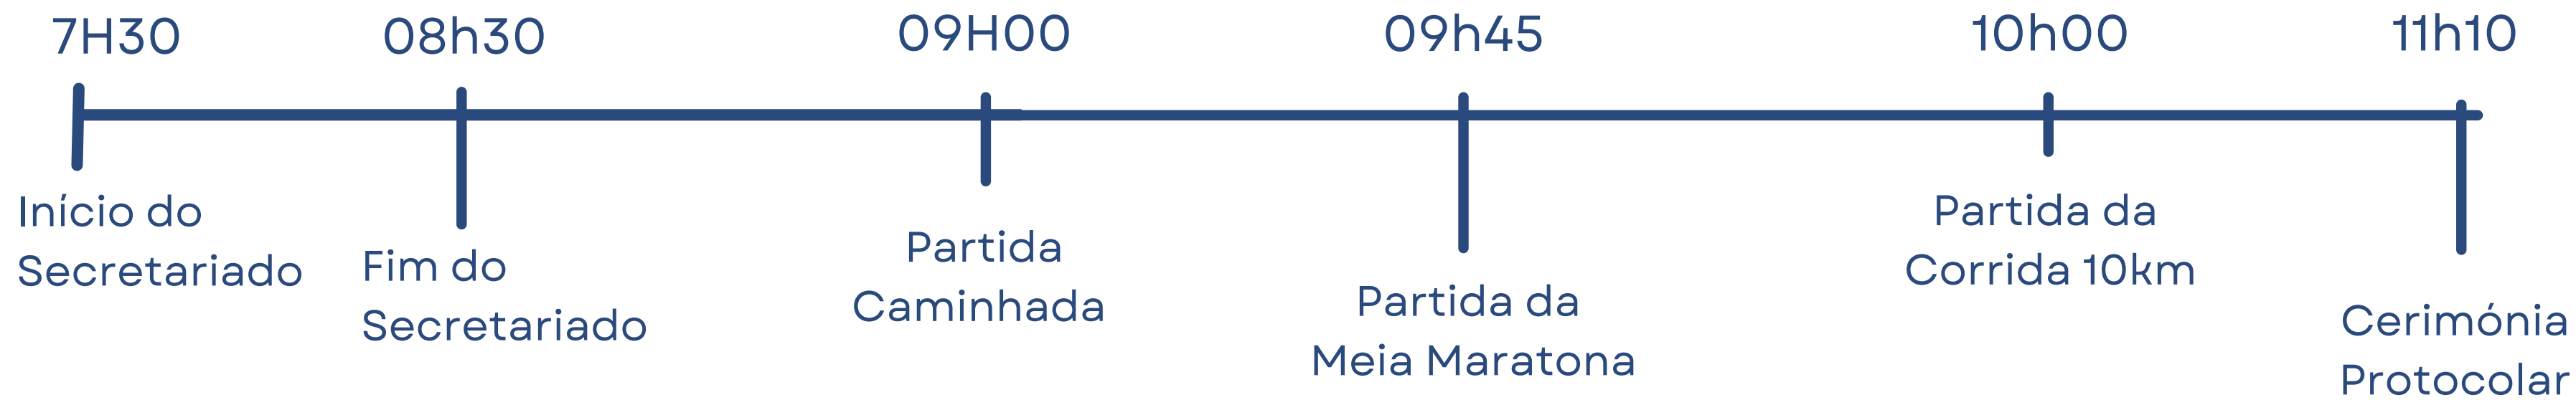 7H30
08h30
09H00
09h45
10h00
11h10
Início do
Secretariado
Fim do
Secretariado
Partida
Caminhada
Partida da
Meia Maratona
Partida da
Corrida 10km
Cerimónia
Protocolar